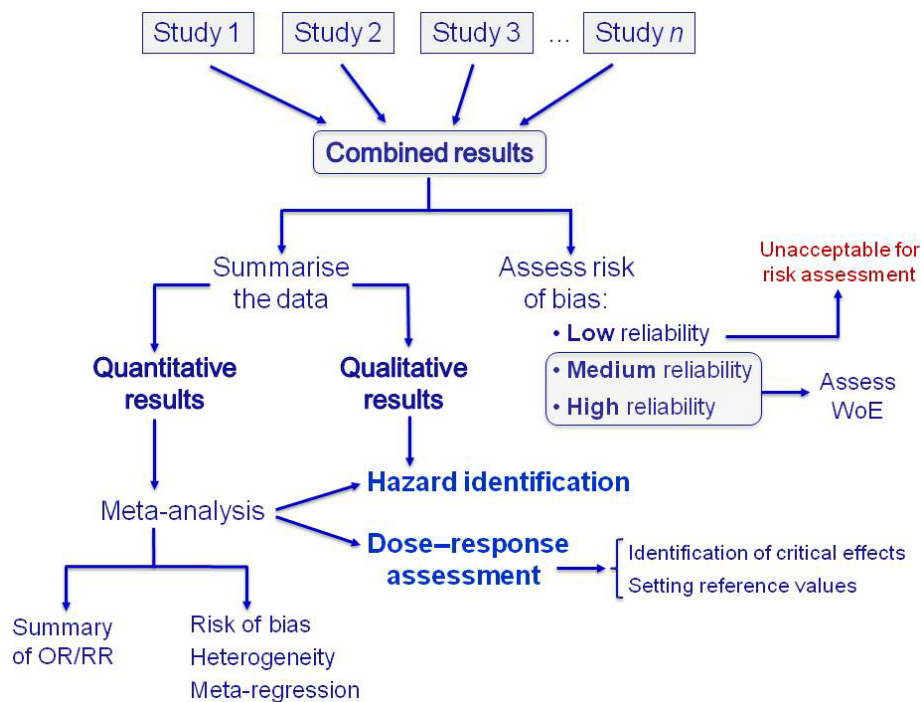 Study 1 Study 2 Study 3 ... Study n
Combined results
Summarise
the data
Assess risk
of bias:
• Low reliability
• Medium reliability
• High reliability
Unacceptable for
risk assessment
Assess
WoE
Quantitative
results
Qualitative
results
Hazard identification
Meta-analysis
Dose–response
assessment
Identification of critical effects
Setting reference values
Summary
of OR/RR
Risk of bias
Heterogeneity
Meta-regression